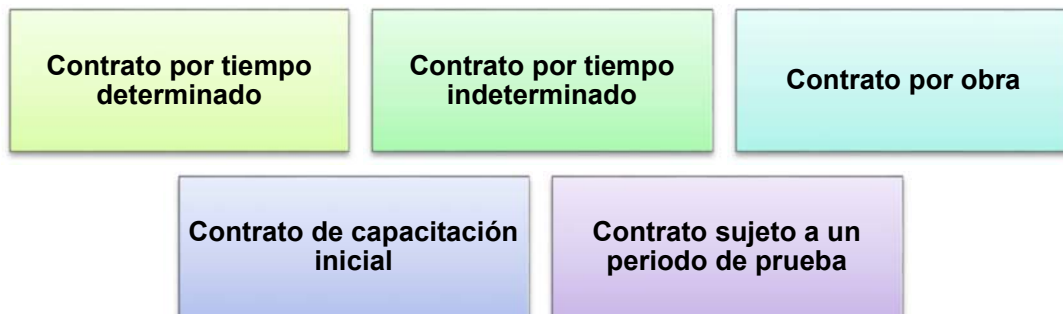 Contrato por tiempo
determinado
Contrato por tiempo
indeterminado
Contrato por obra
Contrato de capacitación
inicial
Contrato sujeto a un
periodo de prueba